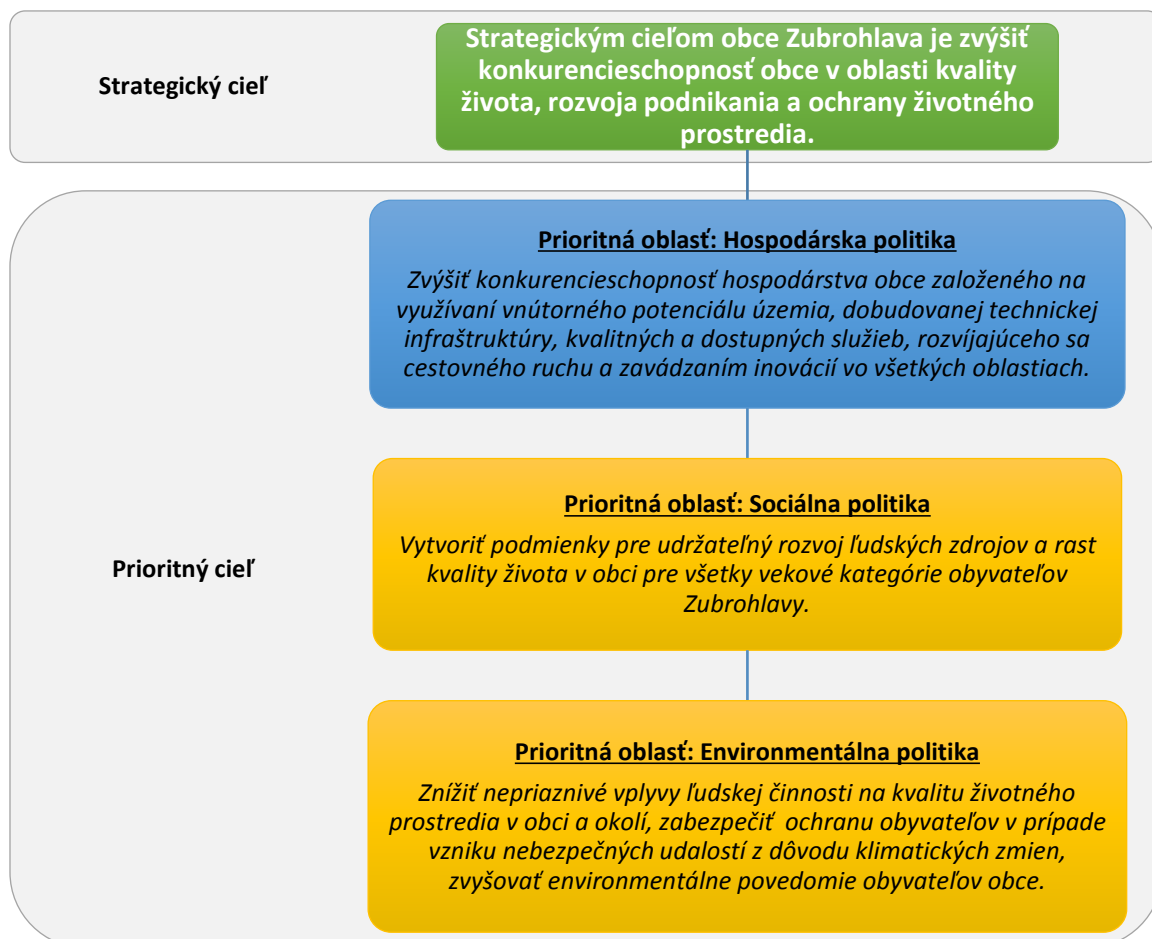 Strategický cieľ
Strategickým cieľom obce Zubrohlava je zvýšiť
konkurencieschopnosť obce v oblasti kvality
života, rozvoja podnikania a ochrany životného
prostredia.
Prioritný cieľ
Prioritná oblasť: Hospodárska politika
Zvýšiť konkurencieschopnosť hospodárstva obce založeného na
využívaní vnútorného potenciálu územia, dobudovanej technickej
infraštruktúry, kvalitných a dostupných služieb, rozvíjajúceho sa
cestovného ruchu a zavádzaním inovácií vo všetkých oblastiach.
Prioritná oblasť: Sociálna politika
Vytvoriť podmienky pre udržateľný rozvoj ľudských zdrojov a rast
kvality života v obci pre všetky vekové kategórie obyvateľov
Zubrohlavy.
Prioritná oblasť: Environmentálna politika
Znížiť nepriaznivé vplyvy ľudskej činnosti na kvalitu životného
prostredia v obci a okolí, zabezpečiť ochranu obyvateľov v prípade
vzniku nebezpečných udalostí z dôvodu klimatických zmien,
zvyšovať environmentálne povedomie obyvateľov obce.